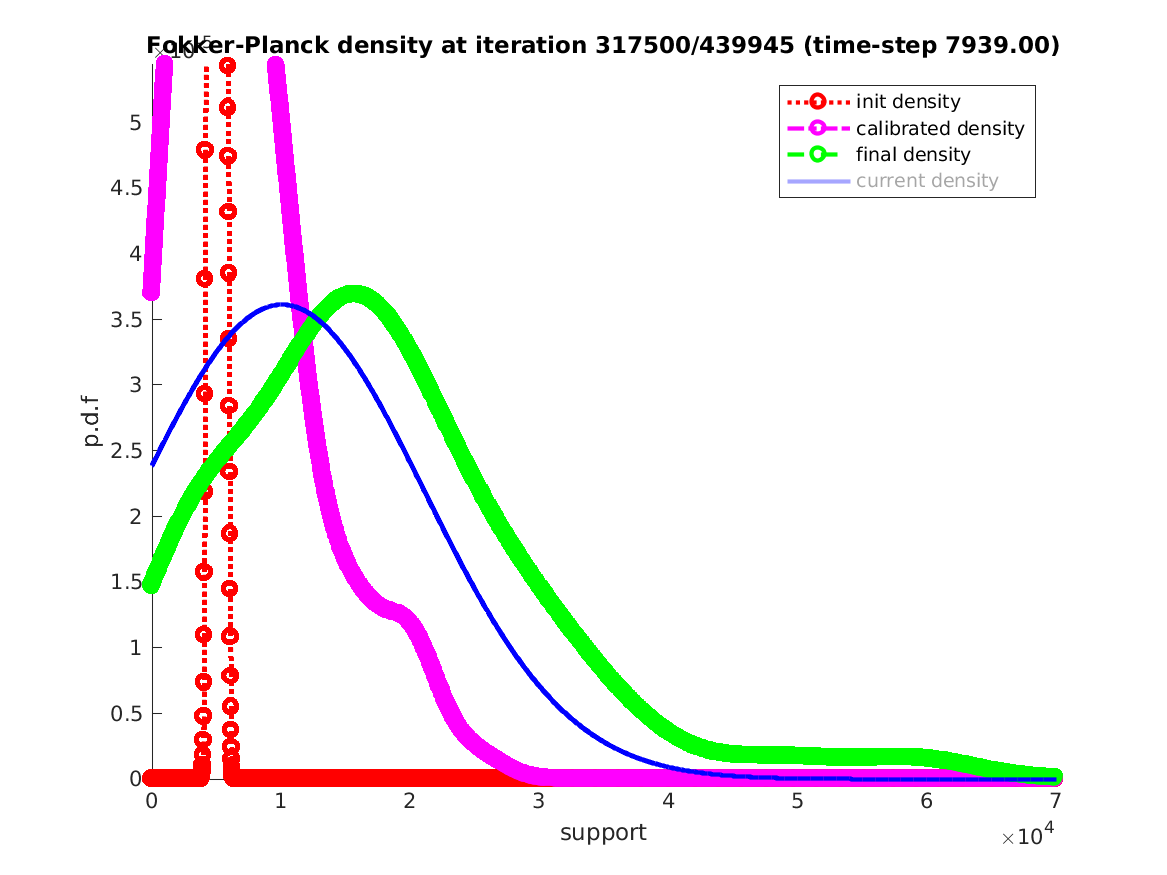 Fokker-Planck density at iteration 317500/439945 (time-step 7939.00)
×10-5
init density
calibrated density
final density
current density
5
4.5
4
3.5
3
2.5
2
1.5
1
0.5
0
p.d.f
0 1 2 3 4 5 6 7
support
×10^4